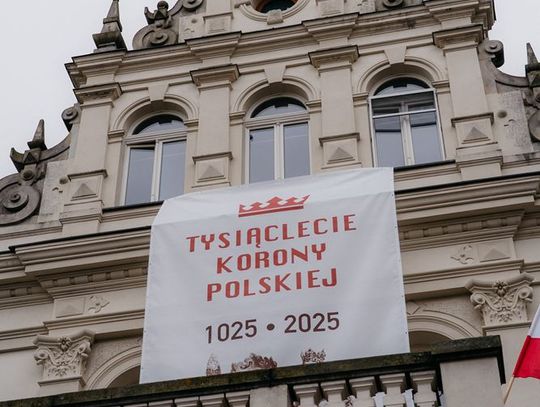 TYSIĄCLECIE
KORONY
POLSKIEJ
1025 • 2025